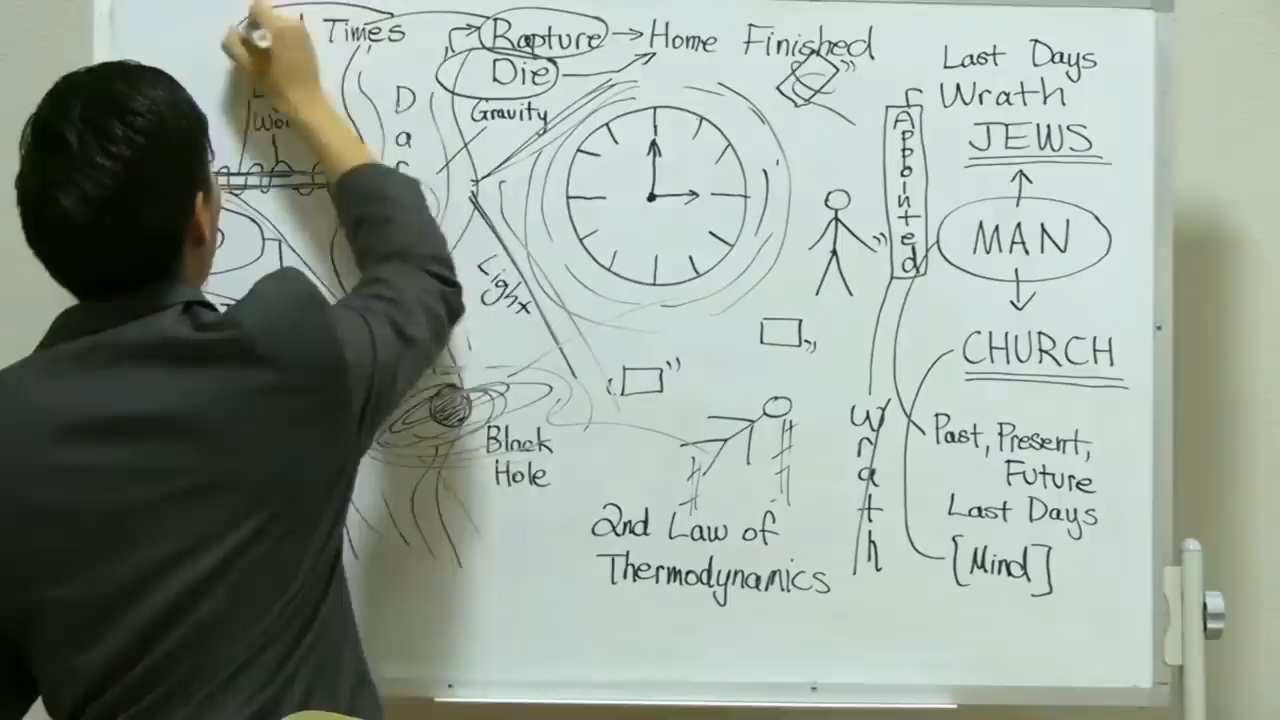 Times
Rapture → Home Finished
Die
Gravity
Light
Black
Hole
2nd Law of
Thermodynamics
Appointed
Wrath
Last Days
Wrath
JEWS
MAN
CHURCH
Past, Present,
Future
Last Days
[Mind]